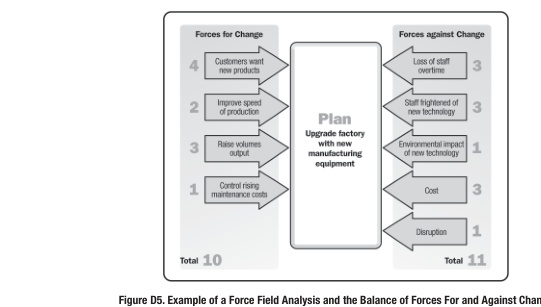 Forces for Change
4
Customers want
new products
2
Improve speed
of production
3
Raise volumes
output
1
Control rising
maintenance costs
Total 10
Plan
Upgrade factory
with new
manufacturing
equipment
Forces against Change
Loss of staff
overtime
3
Staff frightened of
new technology
3
Environmental impact
of new technology
1
Cost
3
Disruption
1
Total 11
Figure D5. Example of a Force Field Analysis and the Balance of Forces For and Against Chan